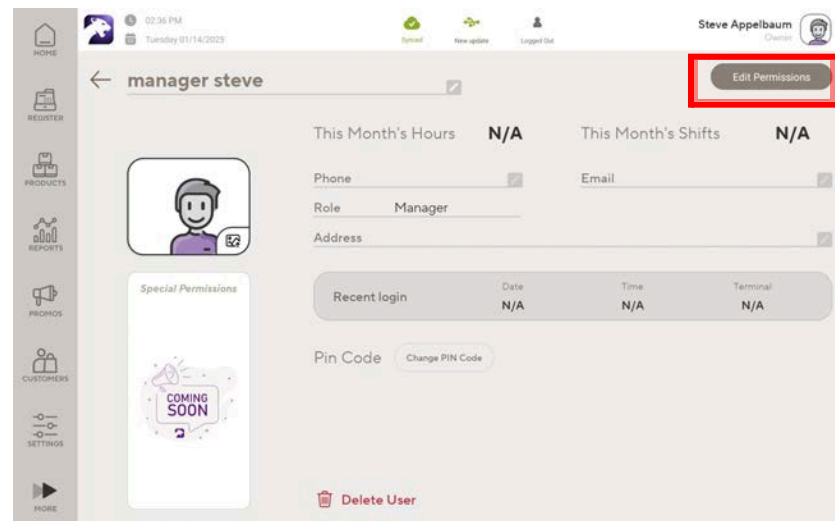 02:36 PM
Tuesday 01/14/2025
Synced
New update
Logged Out
Steve Appelbaum
Owner
HOME
REGISTER
PRODUCTS
REPORTS
PROMOS
CUSTOMERS
SETTINGS
MORE
manager steve
Edit Permissions
This Month's Hours N/A
This Month's Shifts N/A
Phone
Email
Role Manager
Address
Special Permissions
COMING
SOON
Recent login
Date
N/A
Time
N/A
Terminal
N/A
Pin Code
Change PIN Code
Delete User